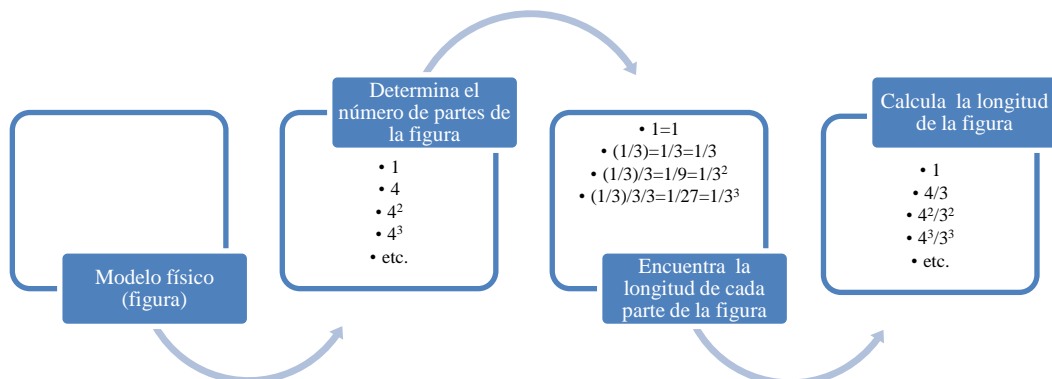 Modelo físico
(figura)
Determina el
número de partes de
la figura
• 1
• 4
• 4²
• 4³
• etc.
• 1=1
• (1/3)=1/3=1/3
• (1/3)/3=1/9=1/3²
• (1/3)/3/3=1/27=1/3³
Encuentra la
longitud de cada
parte de la figura
Calcula la longitud
de la figura
• 1
• 4/3
• 4²/3²
• 4³/3³
• etc.